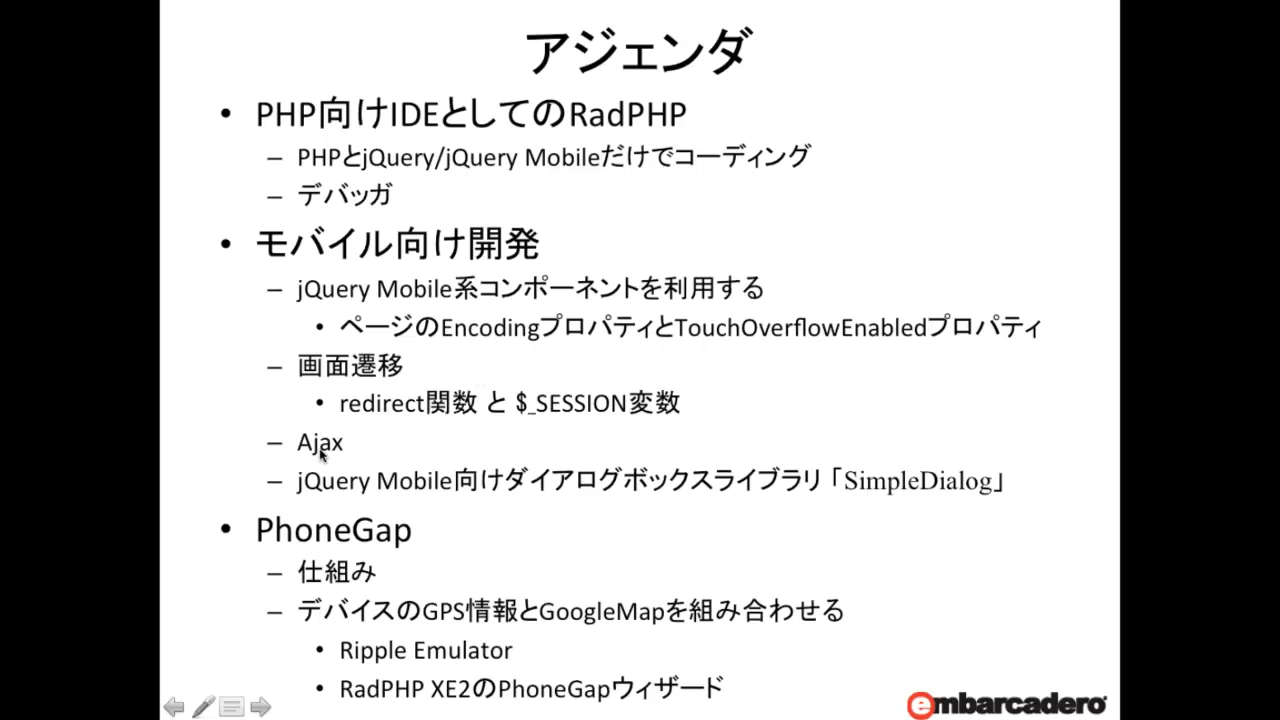 アジェンダ
• PHP向けIDEとしてのRadPHP
– PHPとjQuery/jQuery Mobileだけでコーディング
– デバッガ
• モバイル向け開発
– jQuery Mobile系コンポーネントを利用する
• ページのEncodingプロパティとTouchOverflowEnabledプロパティ
– 画面遷移
• redirect関数 と $_SESSION変数
– Ajax
– jQuery Mobile向けダイアログボックスライブラリ「SimpleDialog」
• PhoneGap
– 仕組み
– デバイスのGPS情報とGoogleMapを組み合わせる
• Ripple Emulator
• RadPHP XE2のPhoneGapウィザード
embarcadero